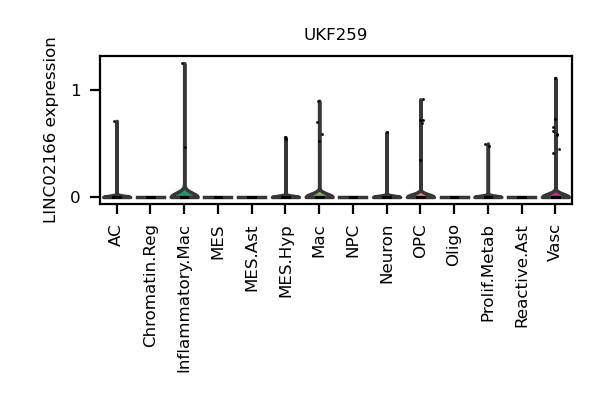 UKF259
LINC02166 expression
1
0
AC
Chromatin.Reg
Inflammatory.Mac
MES
MES.Ast
MES.Hyp
Mac
NPC
Neuron
OPC
Oligo
Prolif.Metab
Reactive.Ast
Vasc